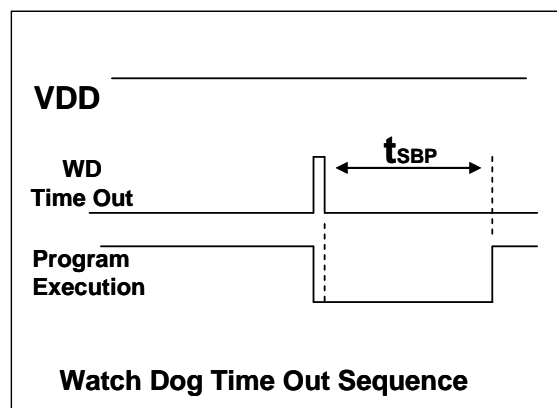 VDD
WD
Time Out
tSBP
Program
Execution
Watch Dog Time Out Sequence